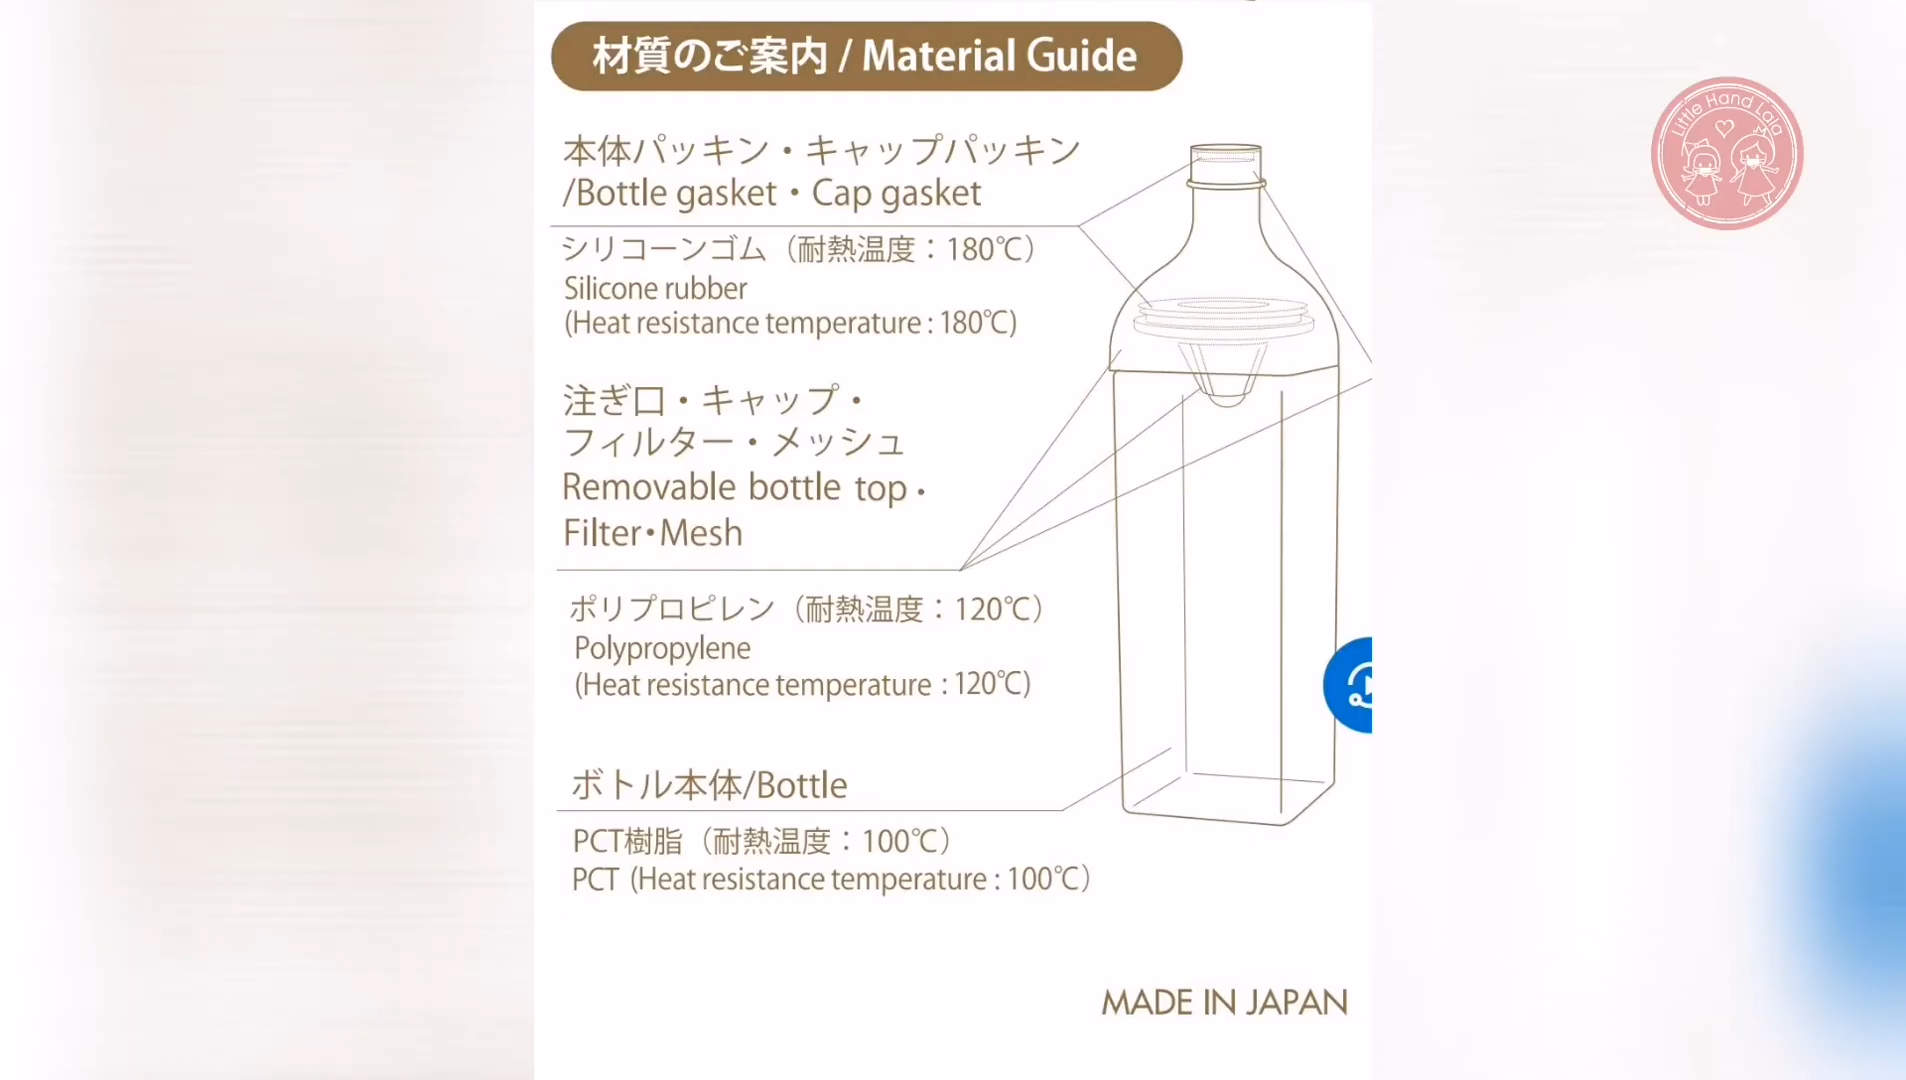 材質のご案内 / Material Guide
Little Hand Lala
本体パッキン・キャップパッキン
/Bottle gasket・Cap gasket
シリコーンゴム（耐熱温度：180℃）
Silicone rubber
(Heat resistance temperature : 180℃)
注ぎ口・キャップ・
フィルター・メッシュ
Removable bottle top・
Filter・Mesh
ポリプロピレン（耐熱温度：120℃）
Polypropylene
(Heat resistance temperature : 120℃)
ボトル本体/Bottle
PCT樹脂（耐熱温度：100℃）
PCT (Heat resistance temperature : 100℃)
MADE IN JAPAN